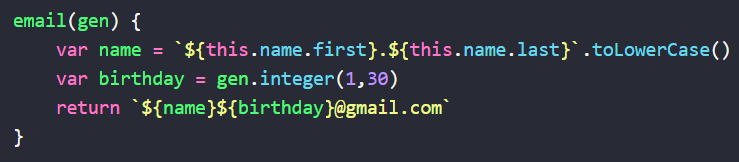 email(gen) {
    var name = `${this.name.first}.${this.name.last}`.toLowerCase()
    var birthday = gen.integer(1,30)
    return `${name}${birthday}@gmail.com`
}